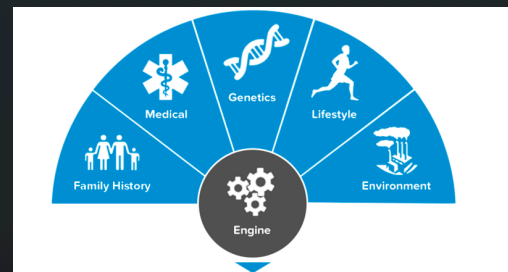 Family History
Medical
Genetics
Lifestyle
Environment
Engine